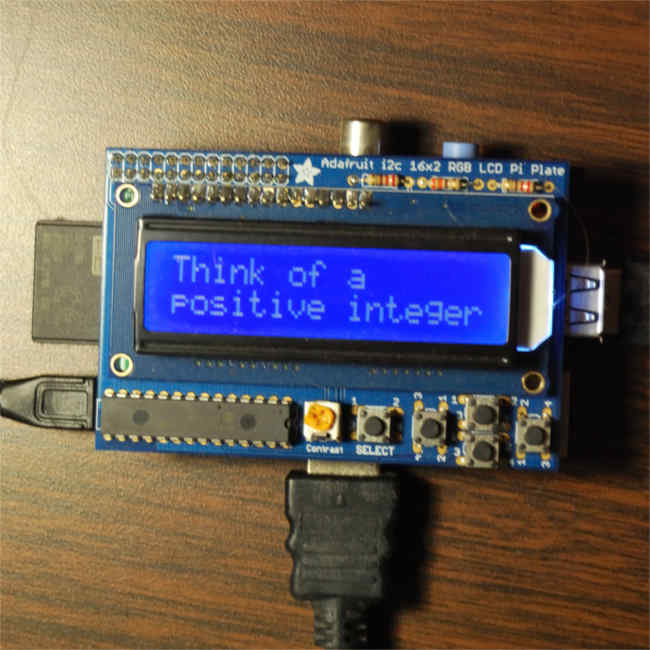 Adafruit i2c 16x2 RGB LCD Pi Plate
Think of a
positive integer
Contrast
SELECT